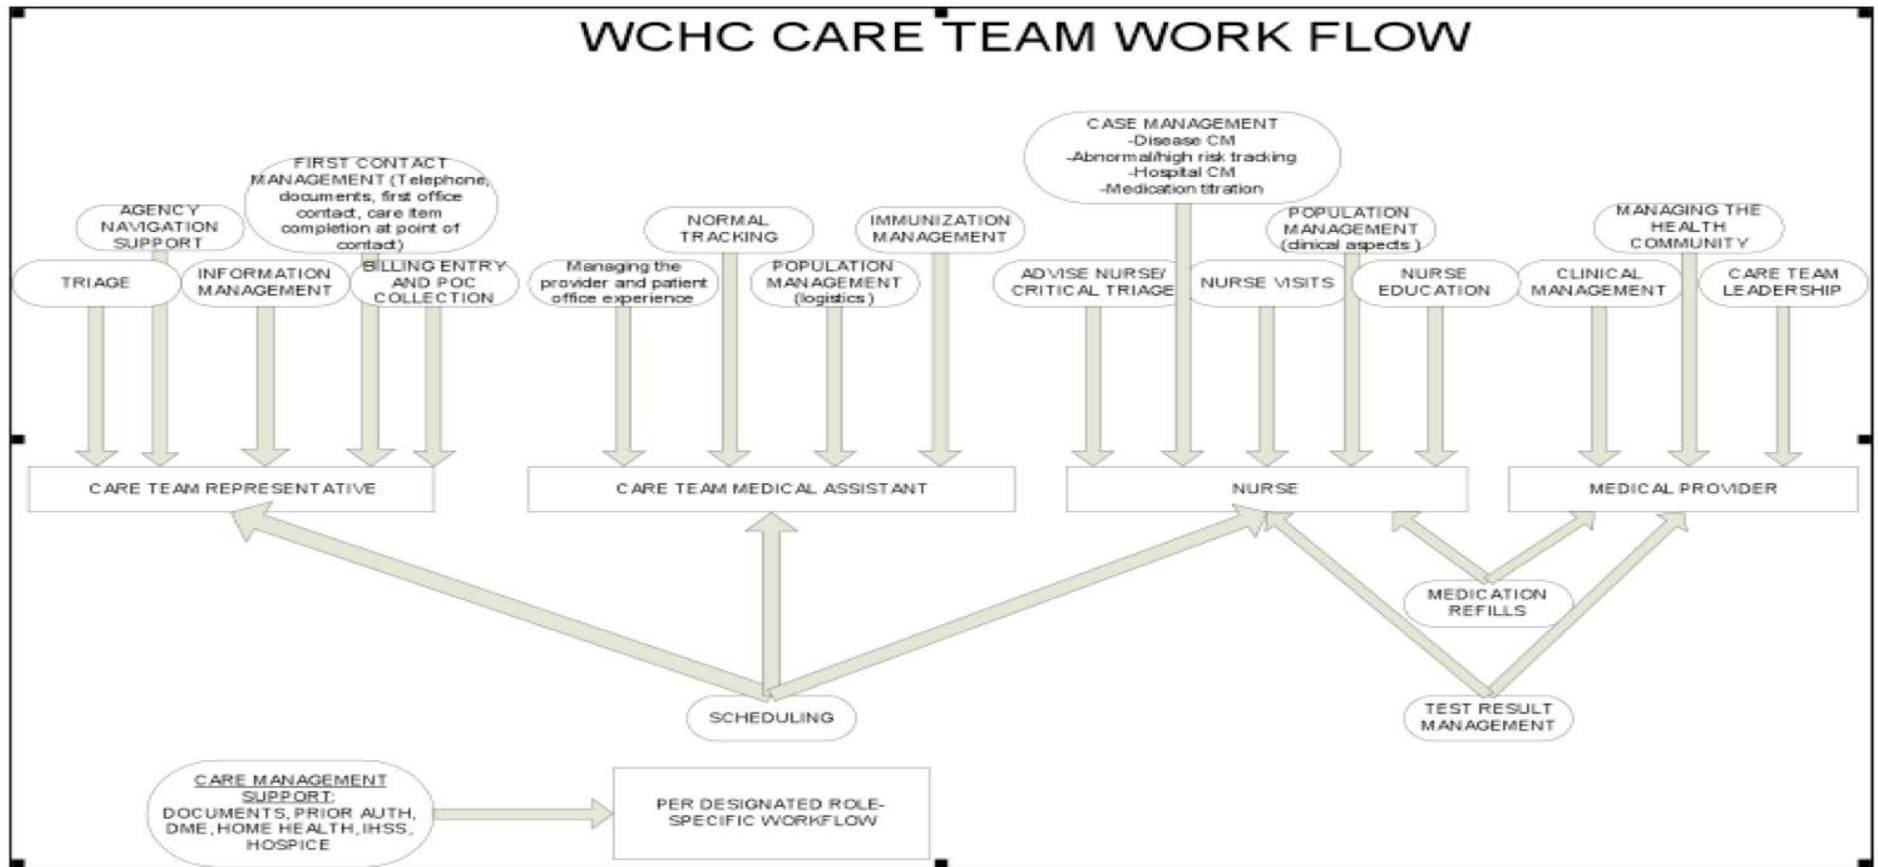 WCHC CARE TEAM WORK FLOW
CASE MANAGEMENT
-Disease CM
-Abnormal/high risk tracking
-Hospital CM
-Medication titration
FIRST CONTACT
MANAGEMENT (Telephone,
documents, first office
contact, care item
completion at point of
contact)
AGENCY
NAVIGATION
SUPPORT
NORMAL
TRACKING
IMMUNIZATION
MANAGEMENT
POPULATION
MANAGEMENT
(clinical aspects )
MANAGING THE
HEALTH
COMMUNITY
TRIAGE
INFORMATION
MANAGEMENT
BILLING ENTRY
AND POC
COLLECTION
Managing the
provider and patient
office experience
POPULATION
MANAGEMENT
(logistics )
ADVISE NURSE/
CRITICAL TRIAGE
NURSE VISITS
NURSE
EDUCATION
CLINICAL
MANAGEMENT
CARE TEAM
LEADERSHIP
CARE TEAM REPRESENTATIVE
CARE TEAM MEDICAL ASSISTANT
NURSE
MEDICAL PROVIDER
MEDICATION
REFILLS
SCHEDULING
TEST RESULT
MANAGEMENT
CARE MANAGEMENT
SUPPORT:
DOCUMENTS, PRIOR AUTH,
DME, HOME HEALTH, IHSS,
HOSPICE
PER DESIGNATED ROLE-
SPECIFIC WORKFLOW